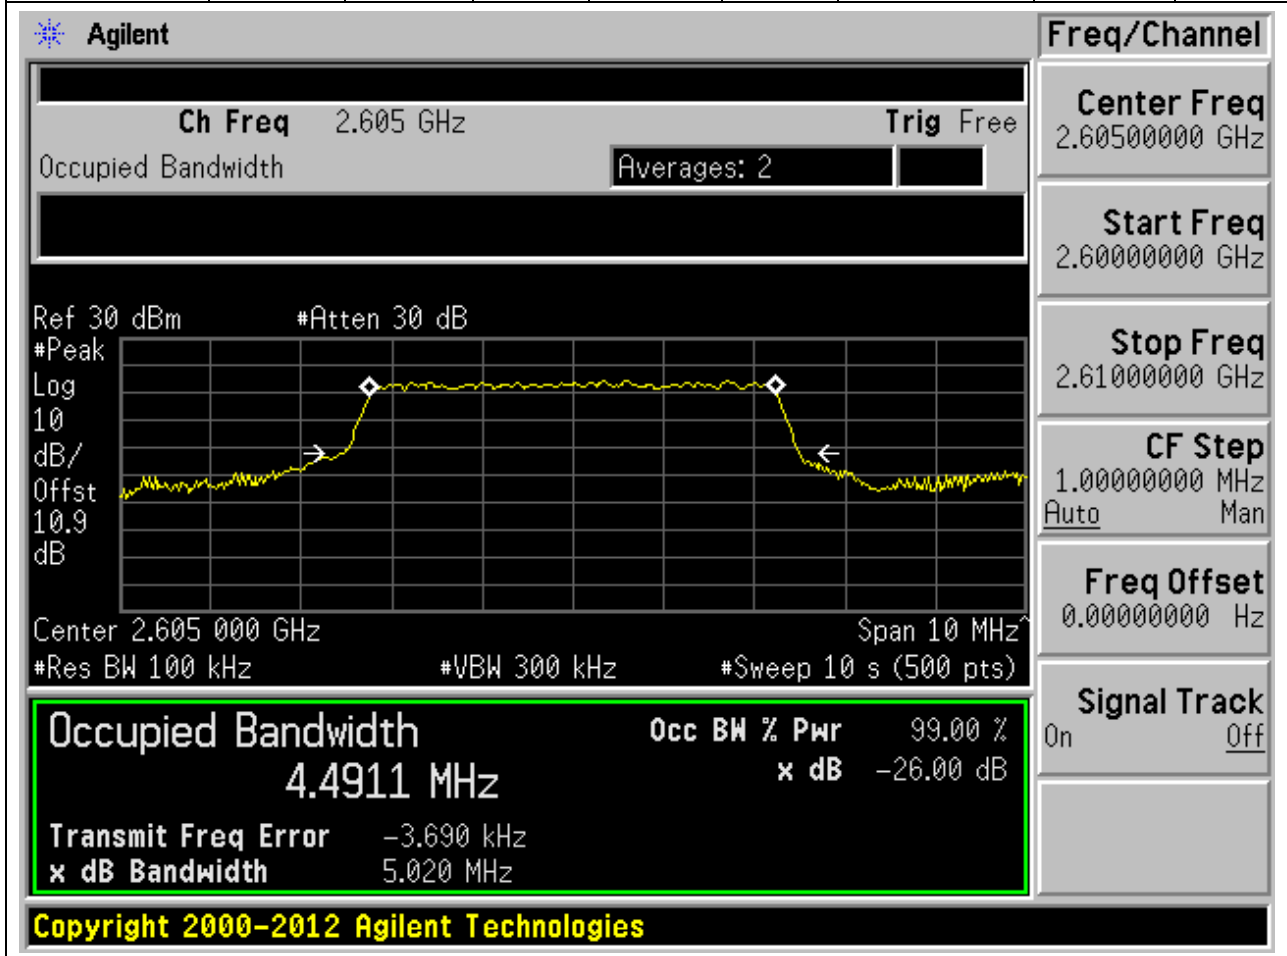 Agilent
Freq/Channel
Ch Freq 2.605 GHz Trig Free
Occupied Bandwidth Averages: 2
Center Freq
2.60500000 GHz
Start Freq
2.60000000 GHz
Stop Freq
2.61000000 GHz
CF Step
1.00000000 MHz
Auto Man
Freq Offset
0.00000000 Hz
Signal Track
On Off
Ref 30 dBm #Atten 30 dB
#Peak
Log
10
dB/
Offst
10.9
dB
Center 2.605 000 GHz Span 10 MHz^
#Res BW 100 kHz #VBW 300 kHz #Sweep 10 s (500 pts)
Occupied Bandwidth Occ BW % Pwr 99.00 %
4.4911 MHz x dB -26.00 dB
Transmit Freq Error -3.690 kHz
x dB Bandwidth 5.020 MHz
Copyright 2000-2012 Agilent Technologies